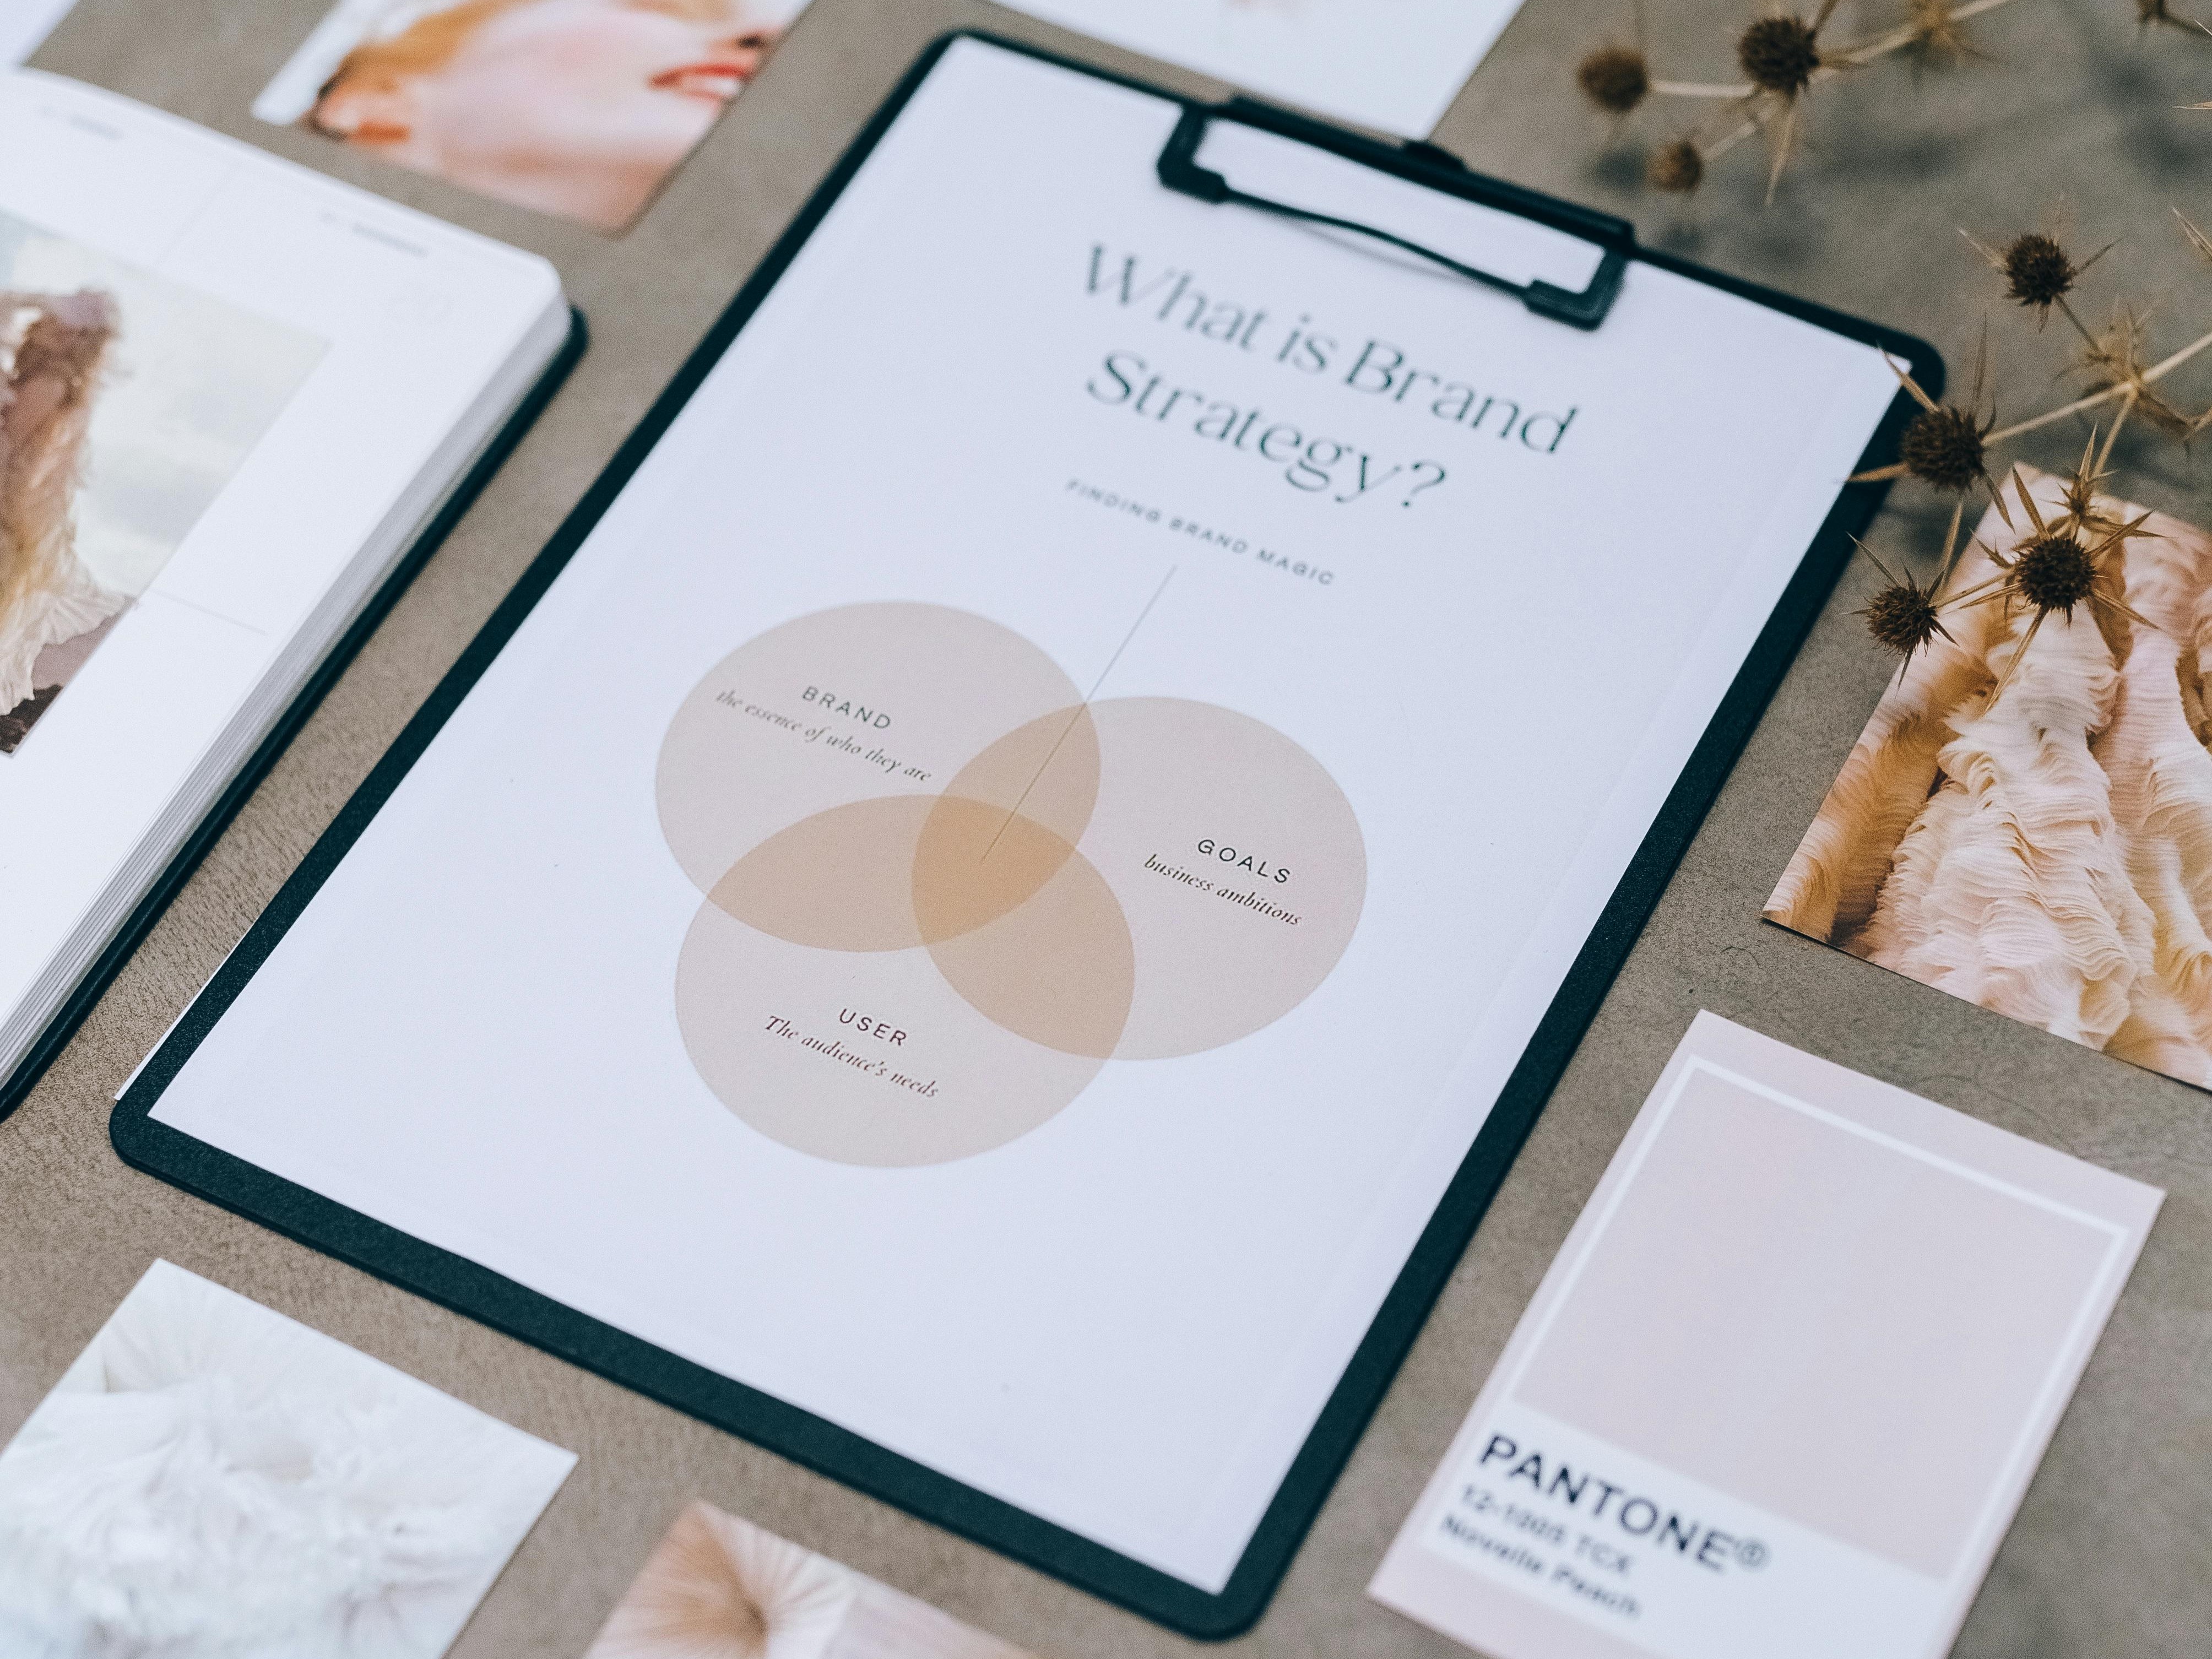 What is Brand
Strategy?
FINDING BRAND MAGIC
BRAND
the essence of who they are
GOALS
business ambitions
USER
The audience's needs
PANTONE®
12-1005 TCX
Novelle Peach